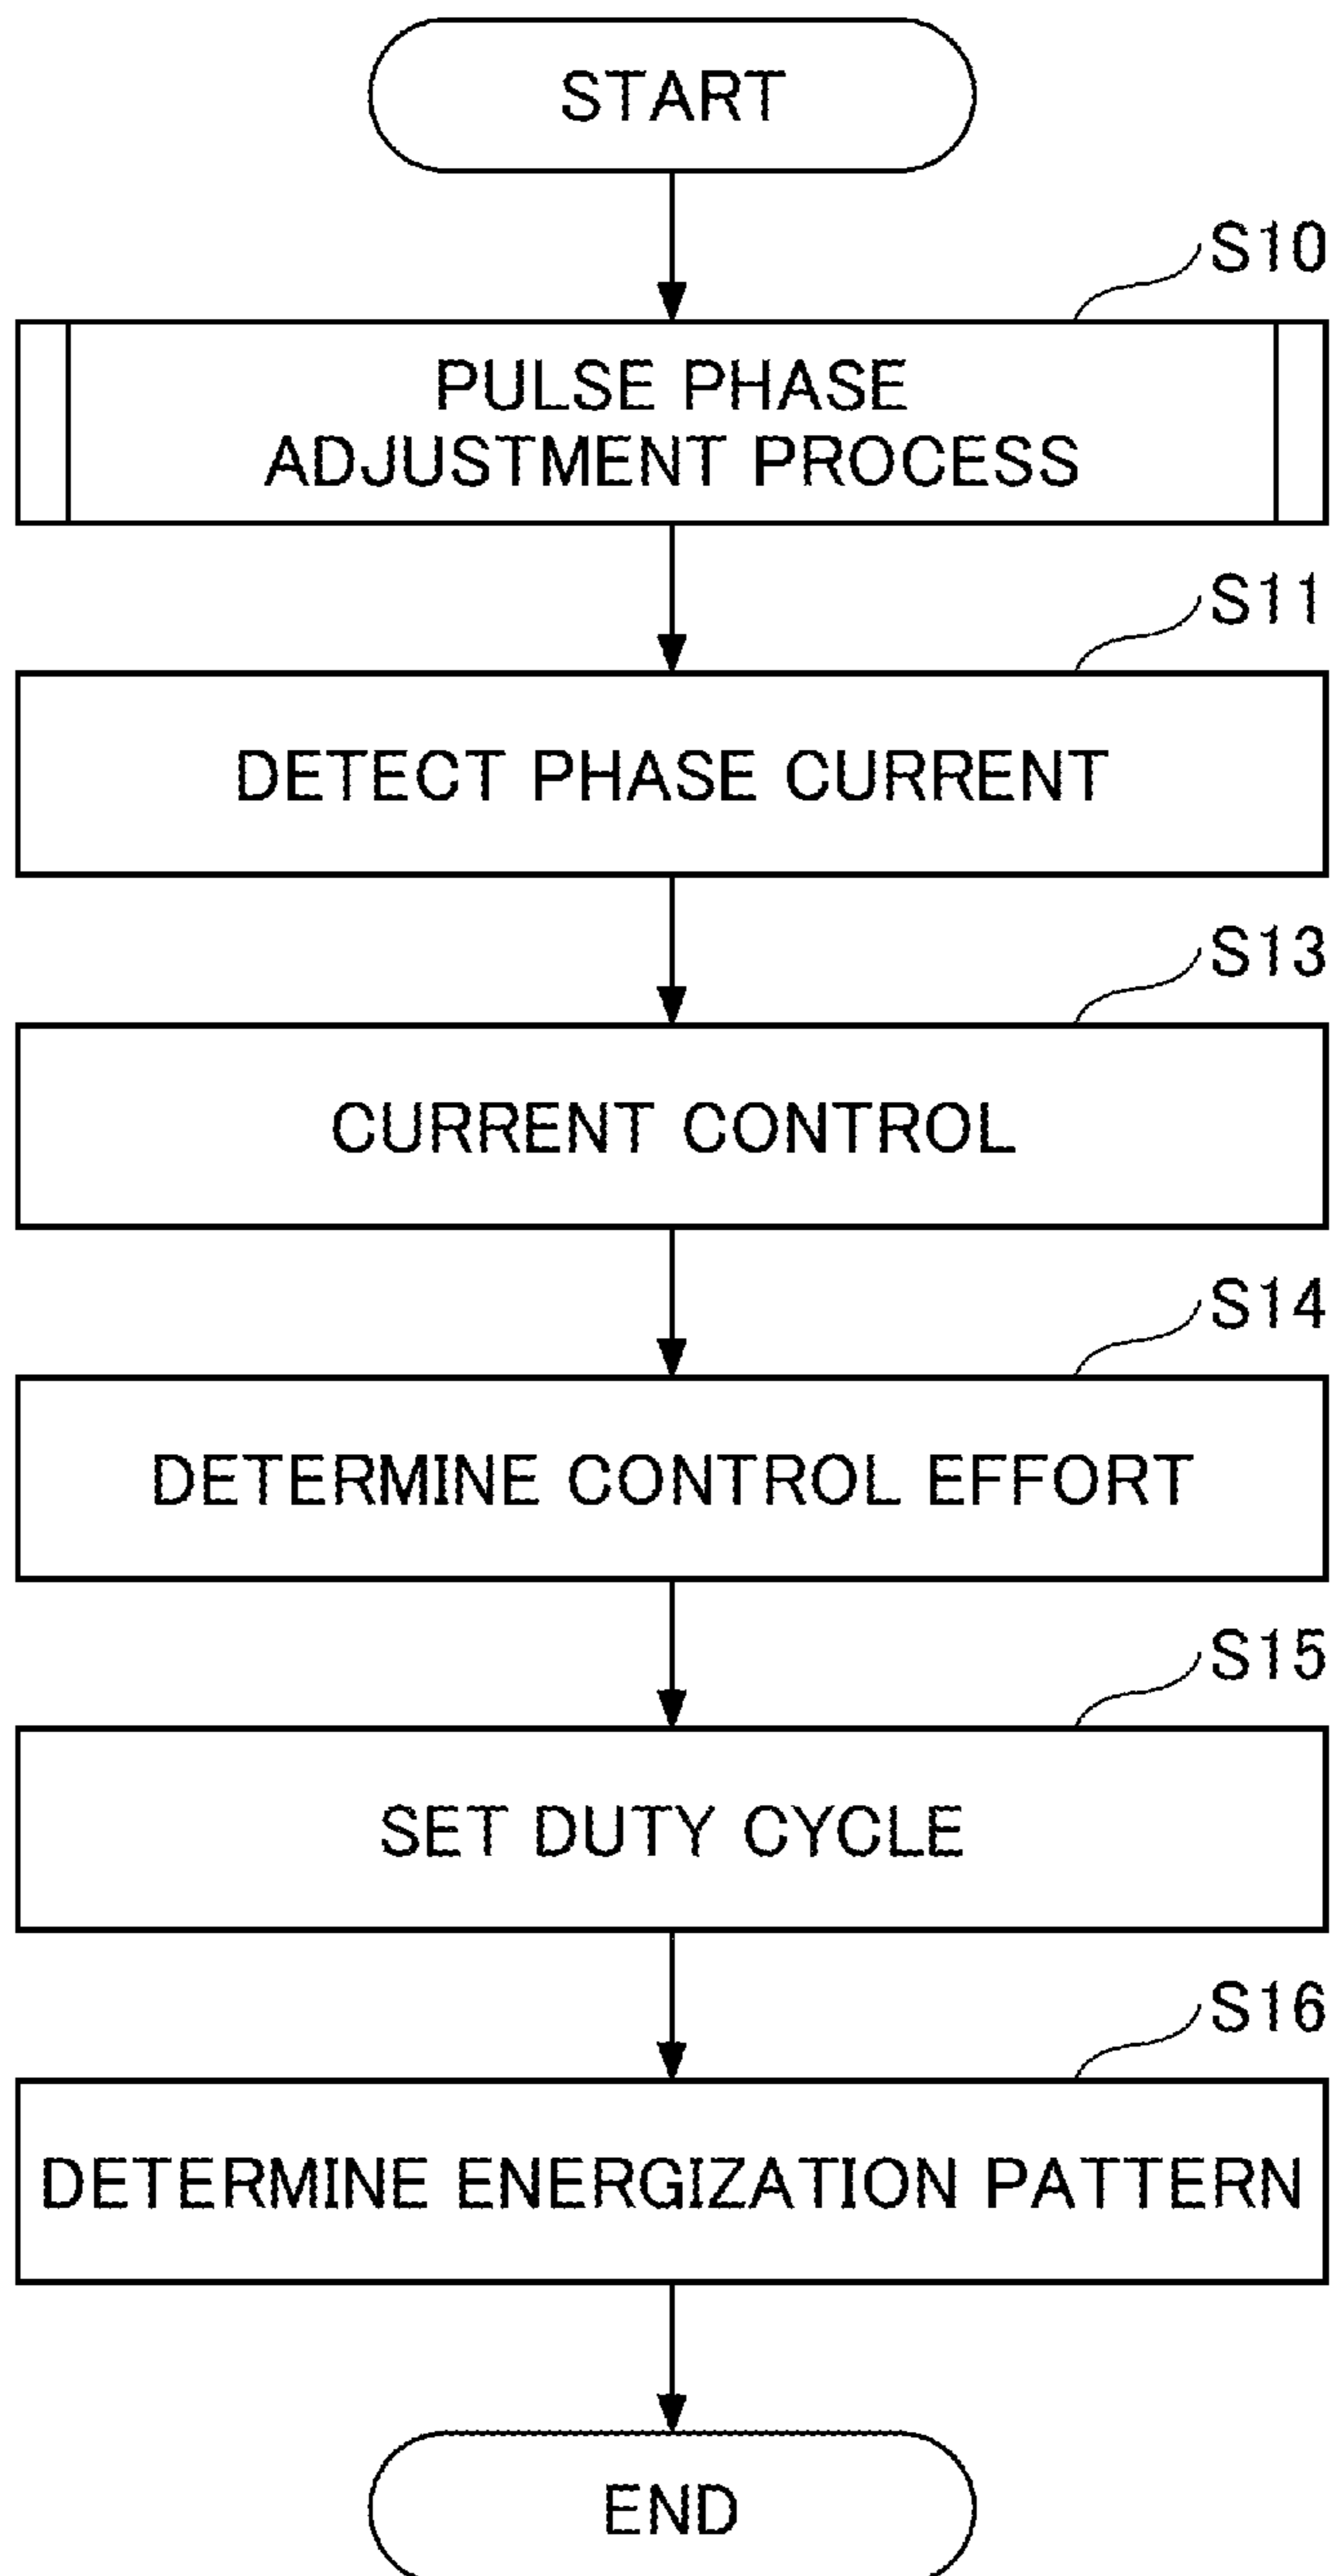 START
S10
PULSE PHASE
ADJUSTMENT PROCESS
S11
DETECT PHASE CURRENT
S13
CURRENT CONTROL
S14
DETERMINE CONTROL EFFORT
S15
SET DUTY CYCLE
S16
DETERMINE ENERGIZATION PATTERN
END